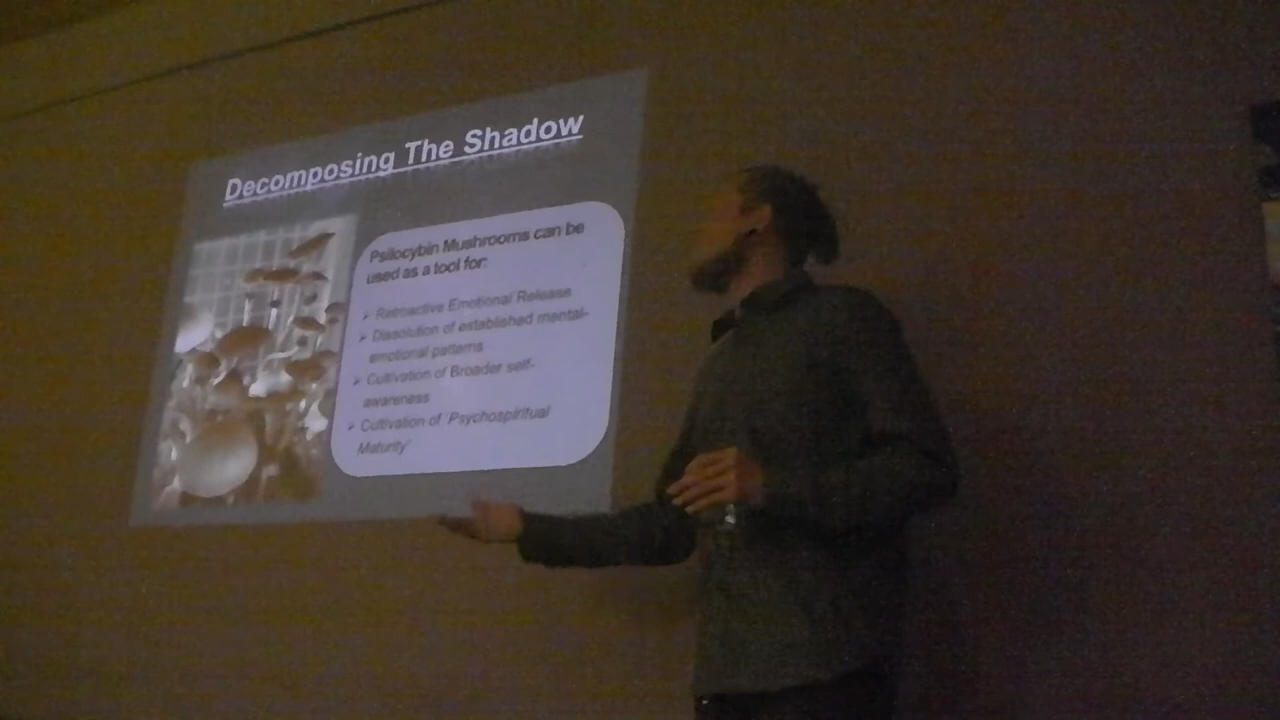 Decomposing The Shadow
Psilocybin Mushrooms can be
used as a tool for:
➢ Retroactive Emotional Release
➢ Dissolution of established mental-
emotional patterns
➢ Cultivation of Broader self-
awareness
➢ Cultivation of 'Psychospiritual
Maturity'